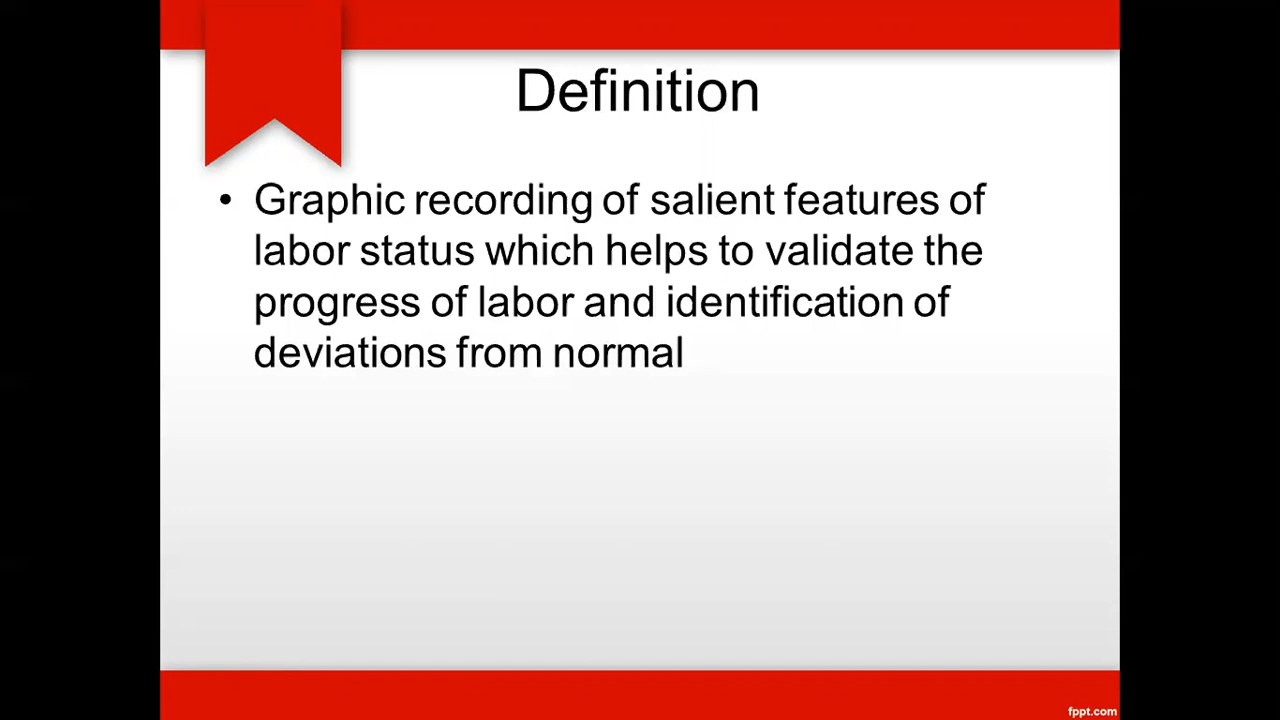 Definition
• Graphic recording of salient features of
labor status which helps to validate the
progress of labor and identification of
deviations from normal
fppt.com